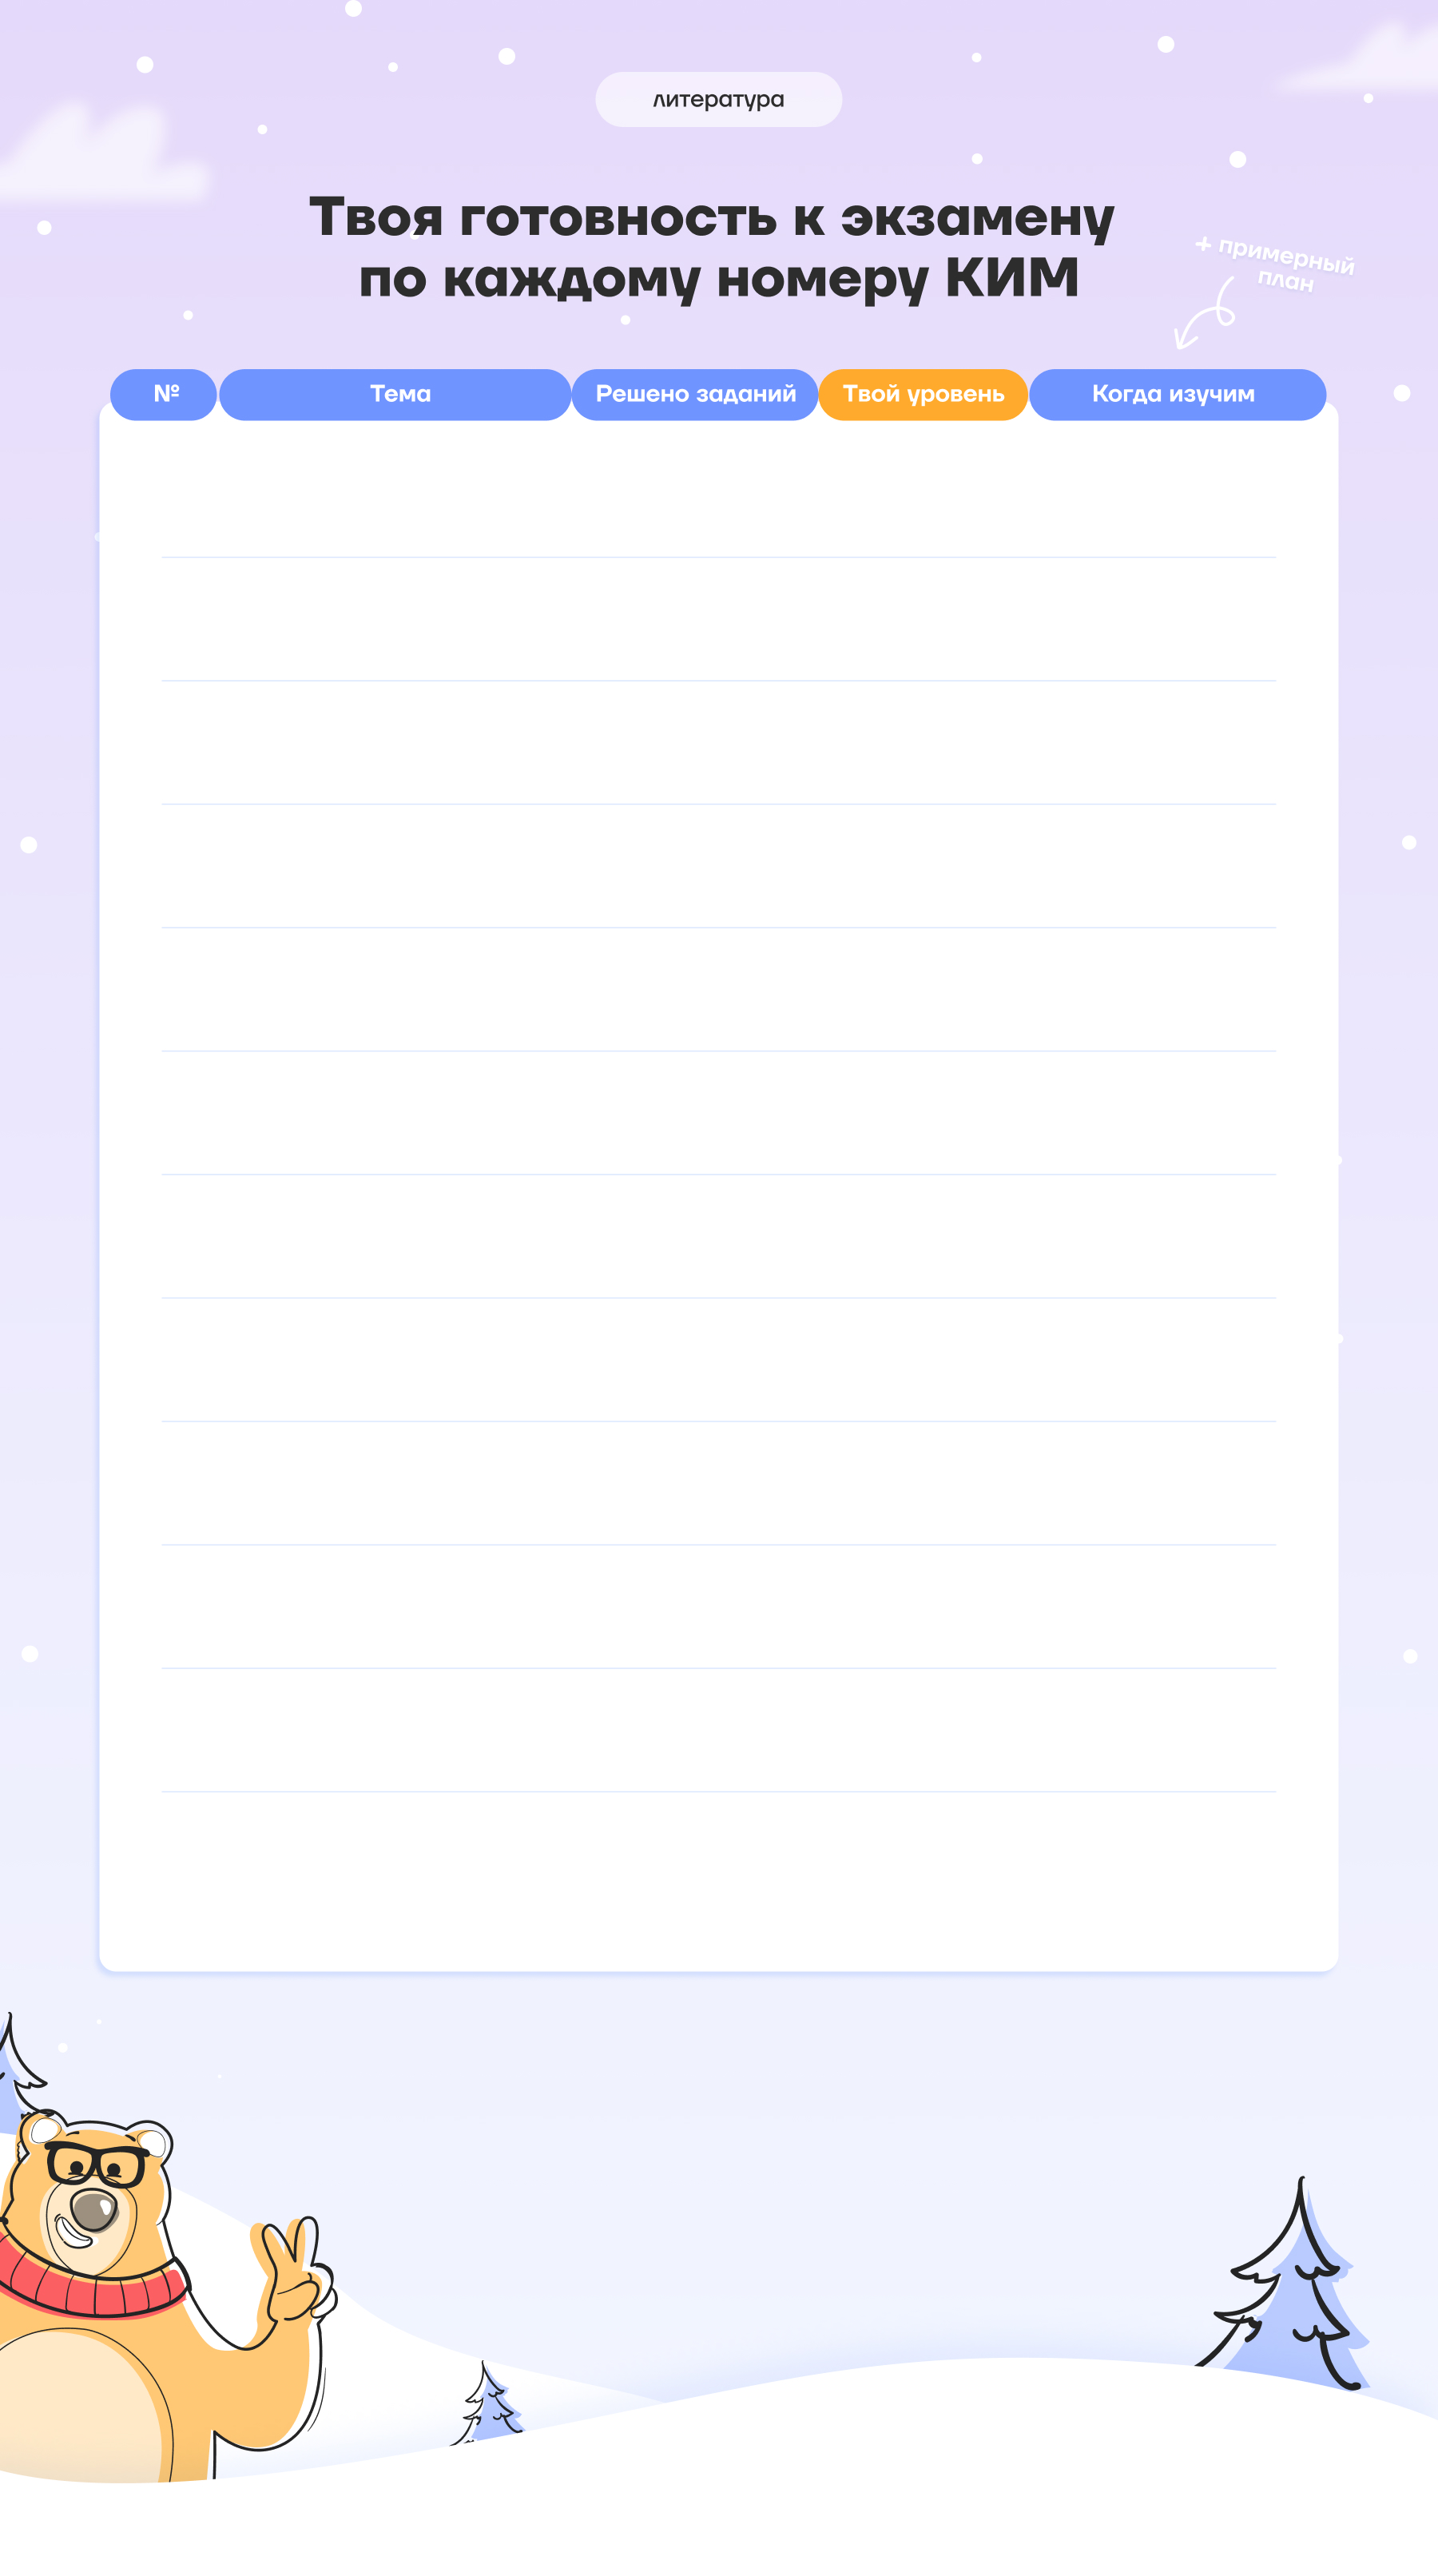 литература
Твоя готовность к экзамену
по каждому номеру КИМ
+ примерный
план
№ Тема Решено заданий Твой уровень Когда изучим